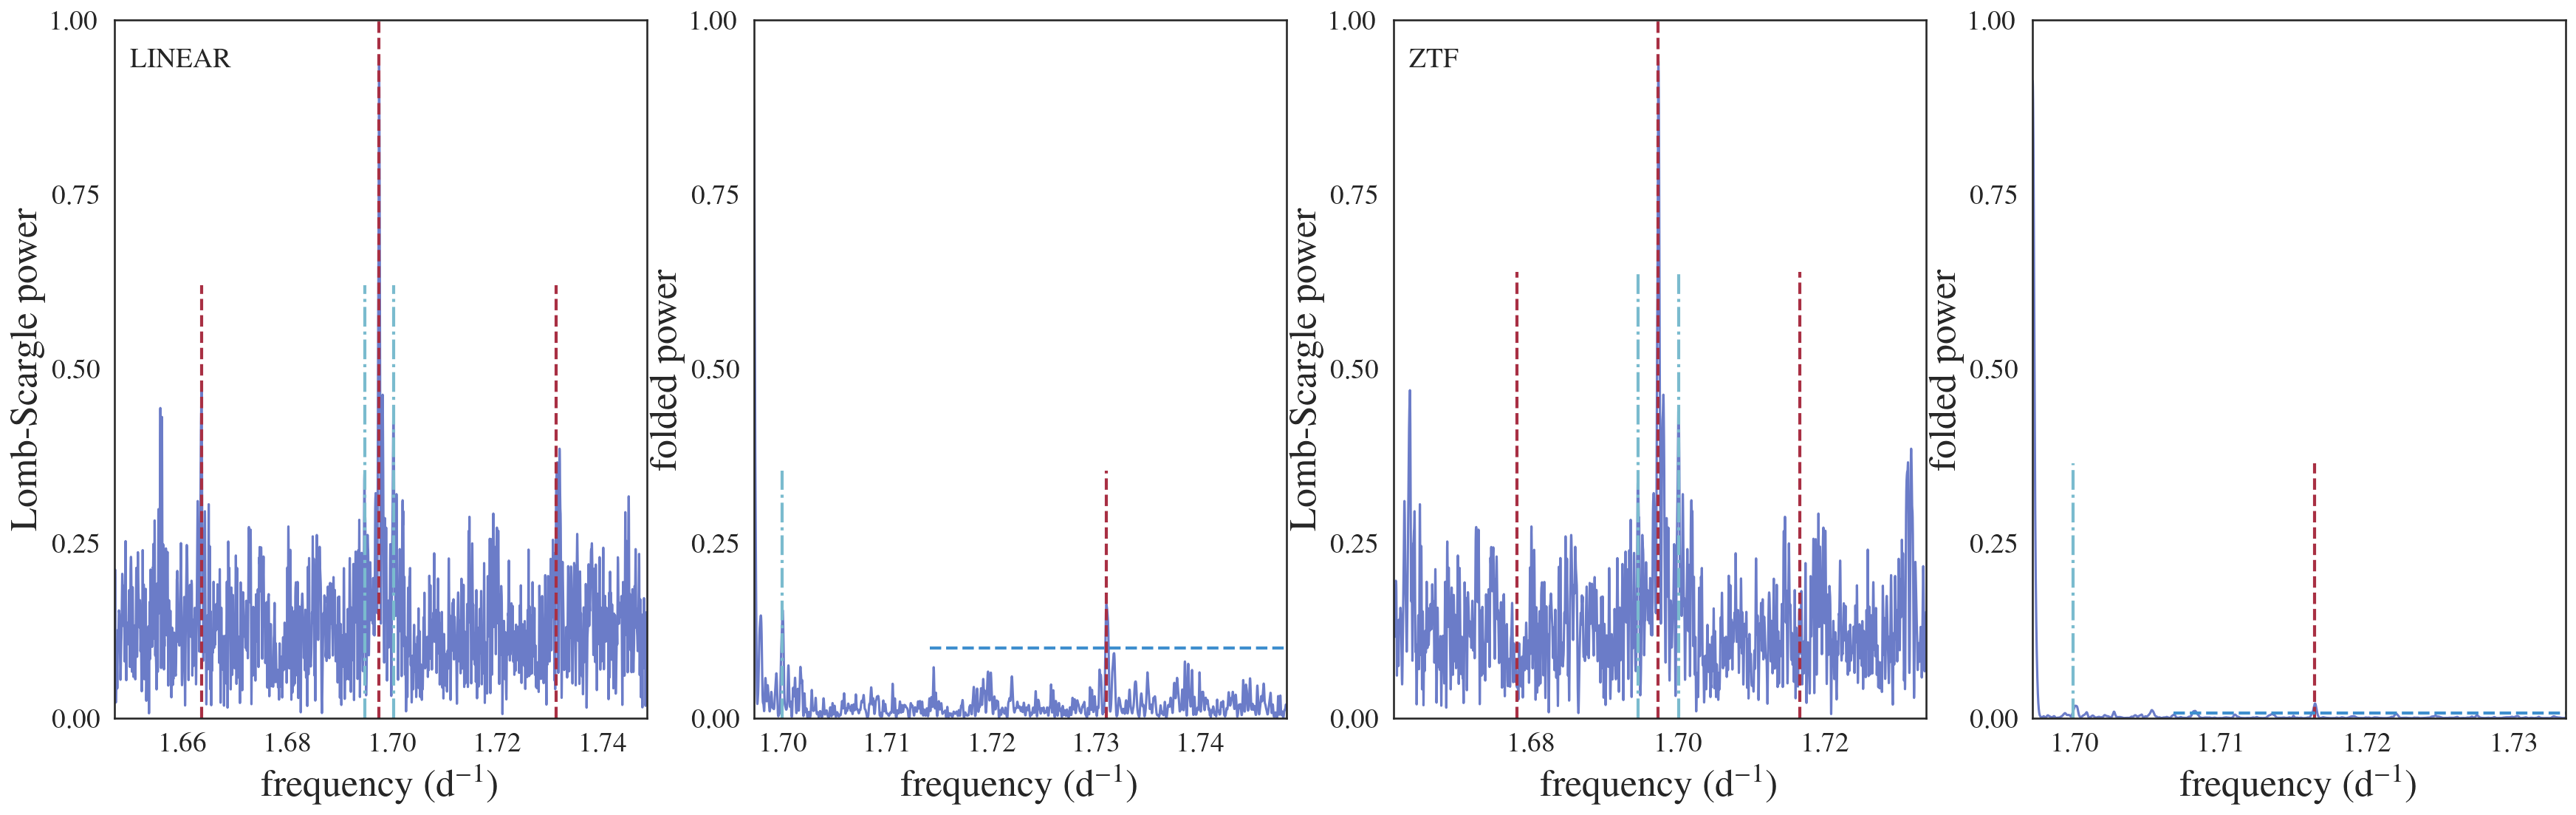 LINEAR
Lomb-Scargle power
1.00
0.75
0.50
0.25
0.00
1.66 1.68 1.70 1.72 1.74
frequency (d⁻¹)
folded power
1.00
0.75
0.50
0.25
0.00
1.70 1.71 1.72 1.73 1.74
frequency (d⁻¹)
ZTF
Lomb-Scargle power
1.00
0.75
0.50
0.25
0.00
1.68 1.70 1.72
frequency (d⁻¹)
folded power
1.00
0.75
0.50
0.25
0.00
1.70 1.71 1.72 1.73
frequency (d⁻¹)